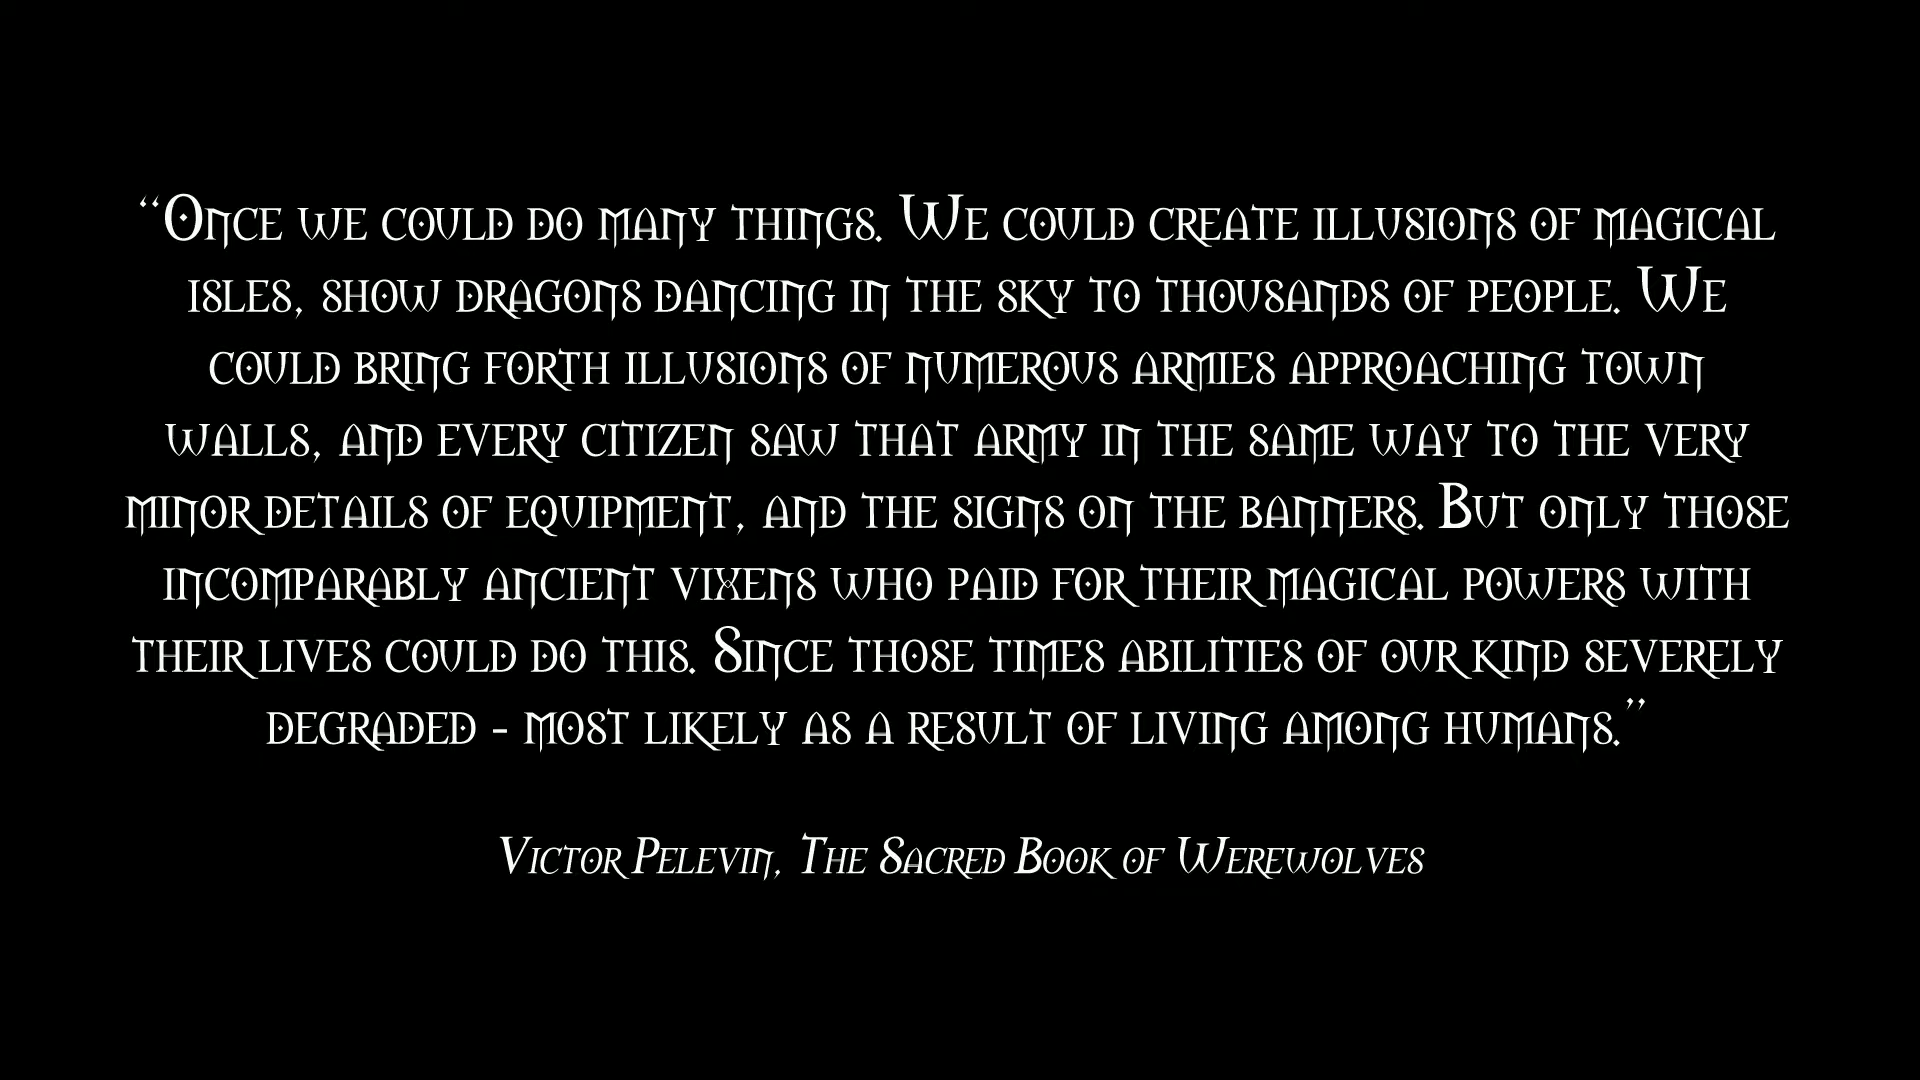 “Once we could do many things. We could create illusions of magical
isles, show dragons dancing in the sky to thousands of people. We
could bring forth illusions of numerous armies approaching town
walls, and every citizen saw that army in the same way to the very
minor details of equipment, and the signs on the banners. But only those
incomparably ancient vixens who paid for their magical powers with
their lives could do this. Since those times abilities of our kind severely
degraded - most likely as a result of living among humans.”
Victor Pelevin, The Sacred Book of Werewolves